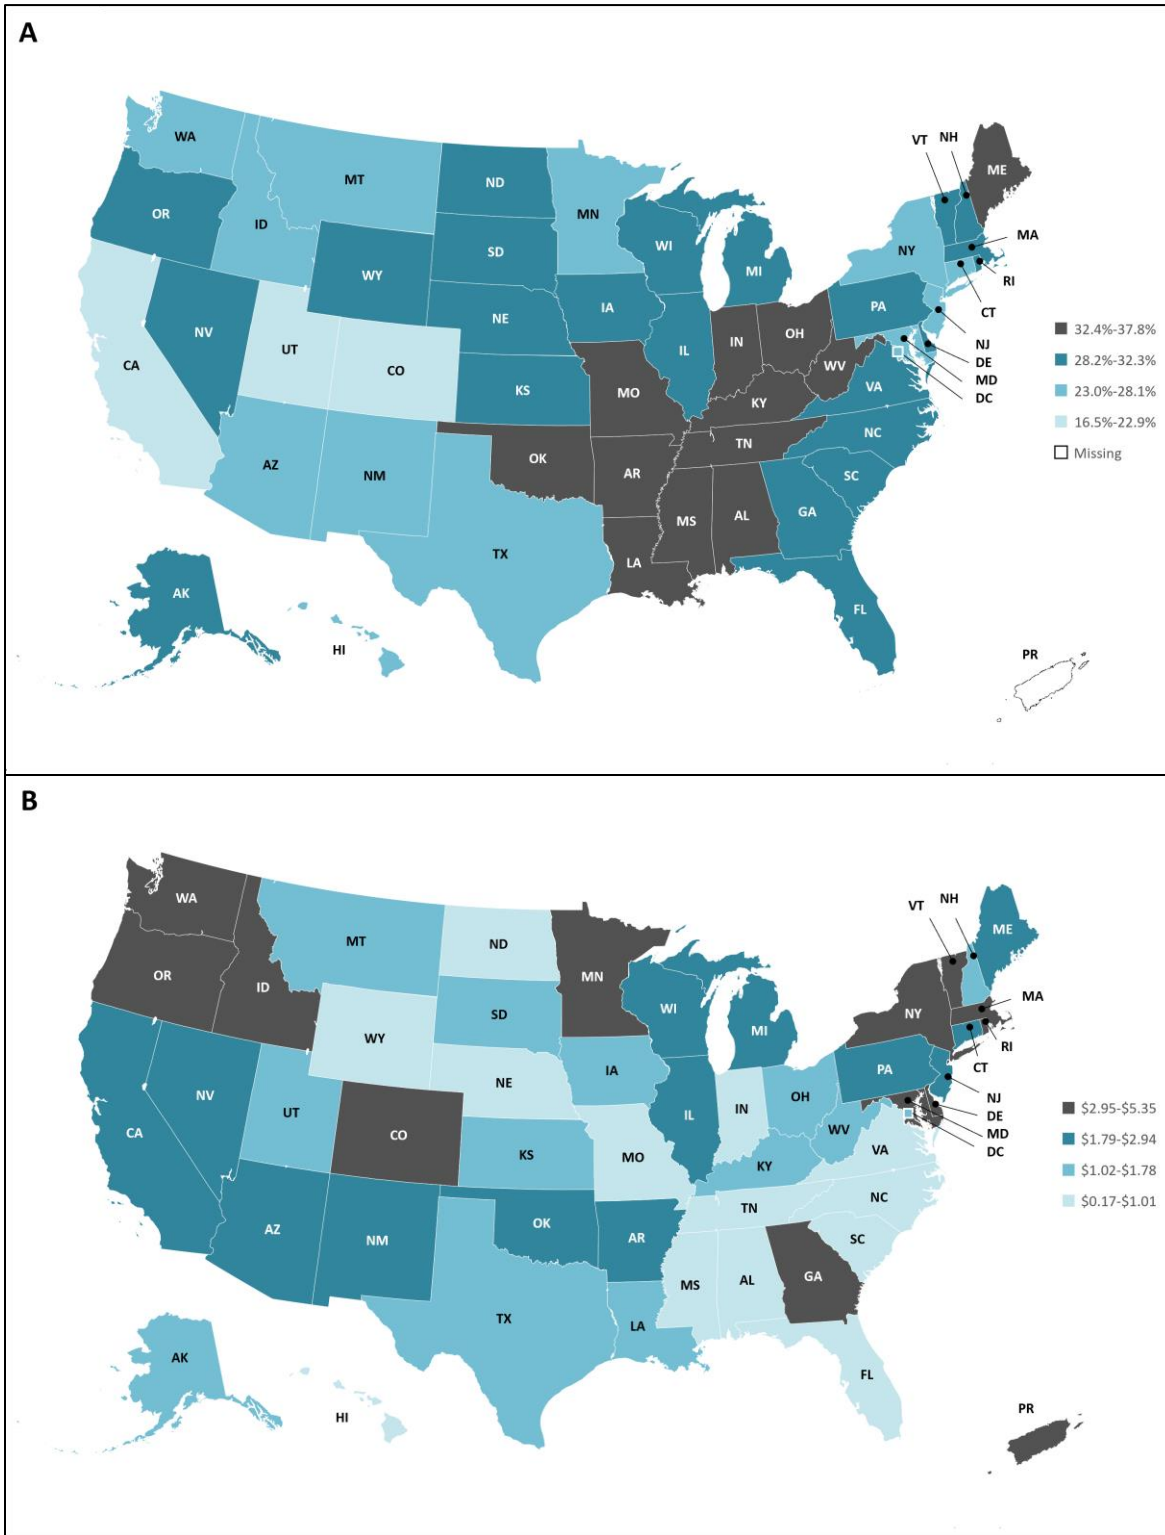 A
WA
MT
ND
MN
OR
ID
SD
WI
MI
WY
IA
NE
NV
UT
CO
CA
KS
IL
IN
OH
PA
NY
VT
NH
ME
MA
RI
CT
NJ
DE
MD
DC
WV
VA
KY
MO
TN
NC
SC
AZ
NM
OK
AR
MS
AL
GA
TX
LA
FL
AK
HI
PR
32.4%-37.8%
28.2%-32.3%
23.0%-28.1%
16.5%-22.9%
Missing
B
WA
MT
ND
MN
OR
ID
SD
WI
MI
WY
IA
NE
NV
UT
CO
CA
KS
IL
IN
OH
PA
NY
VT
NH
ME
MA
RI
CT
NJ
DE
MD
DC
WV
VA
KY
MO
TN
NC
SC
AZ
NM
OK
AR
MS
AL
GA
TX
LA
FL
AK
HI
PR
$2.95-$5.35
$1.79-$2.94
$1.02-$1.78
$0.17-$1.01